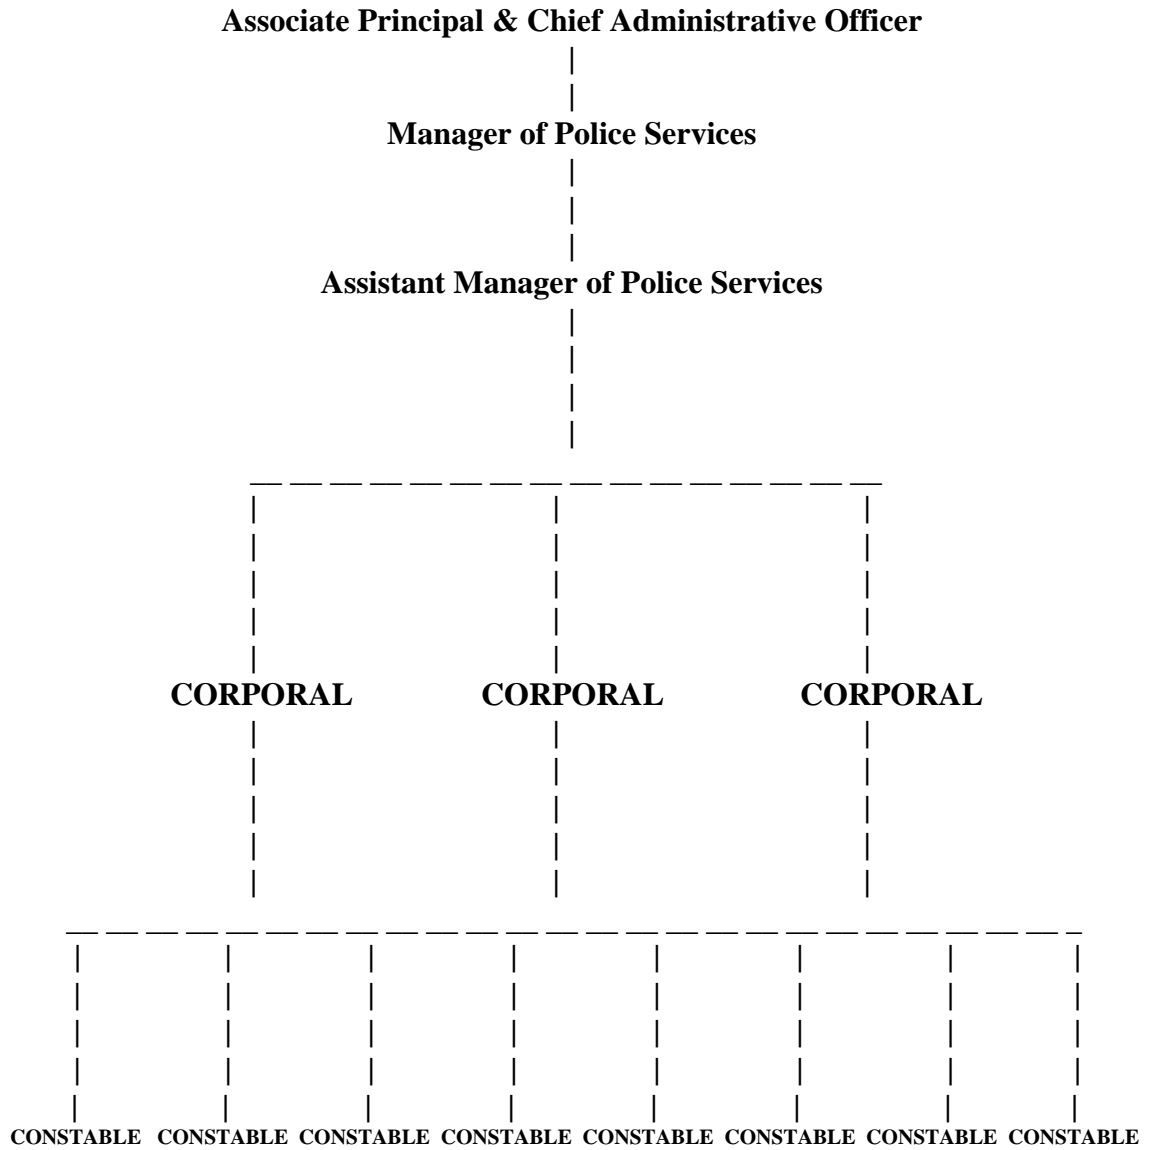 Associate Principal & Chief Administrative Officer
Manager of Police Services
Assistant Manager of Police Services
CORPORAL CORPORAL CORPORAL
CONSTABLE CONSTABLE CONSTABLE CONSTABLE CONSTABLE CONSTABLE CONSTABLE CONSTABLE